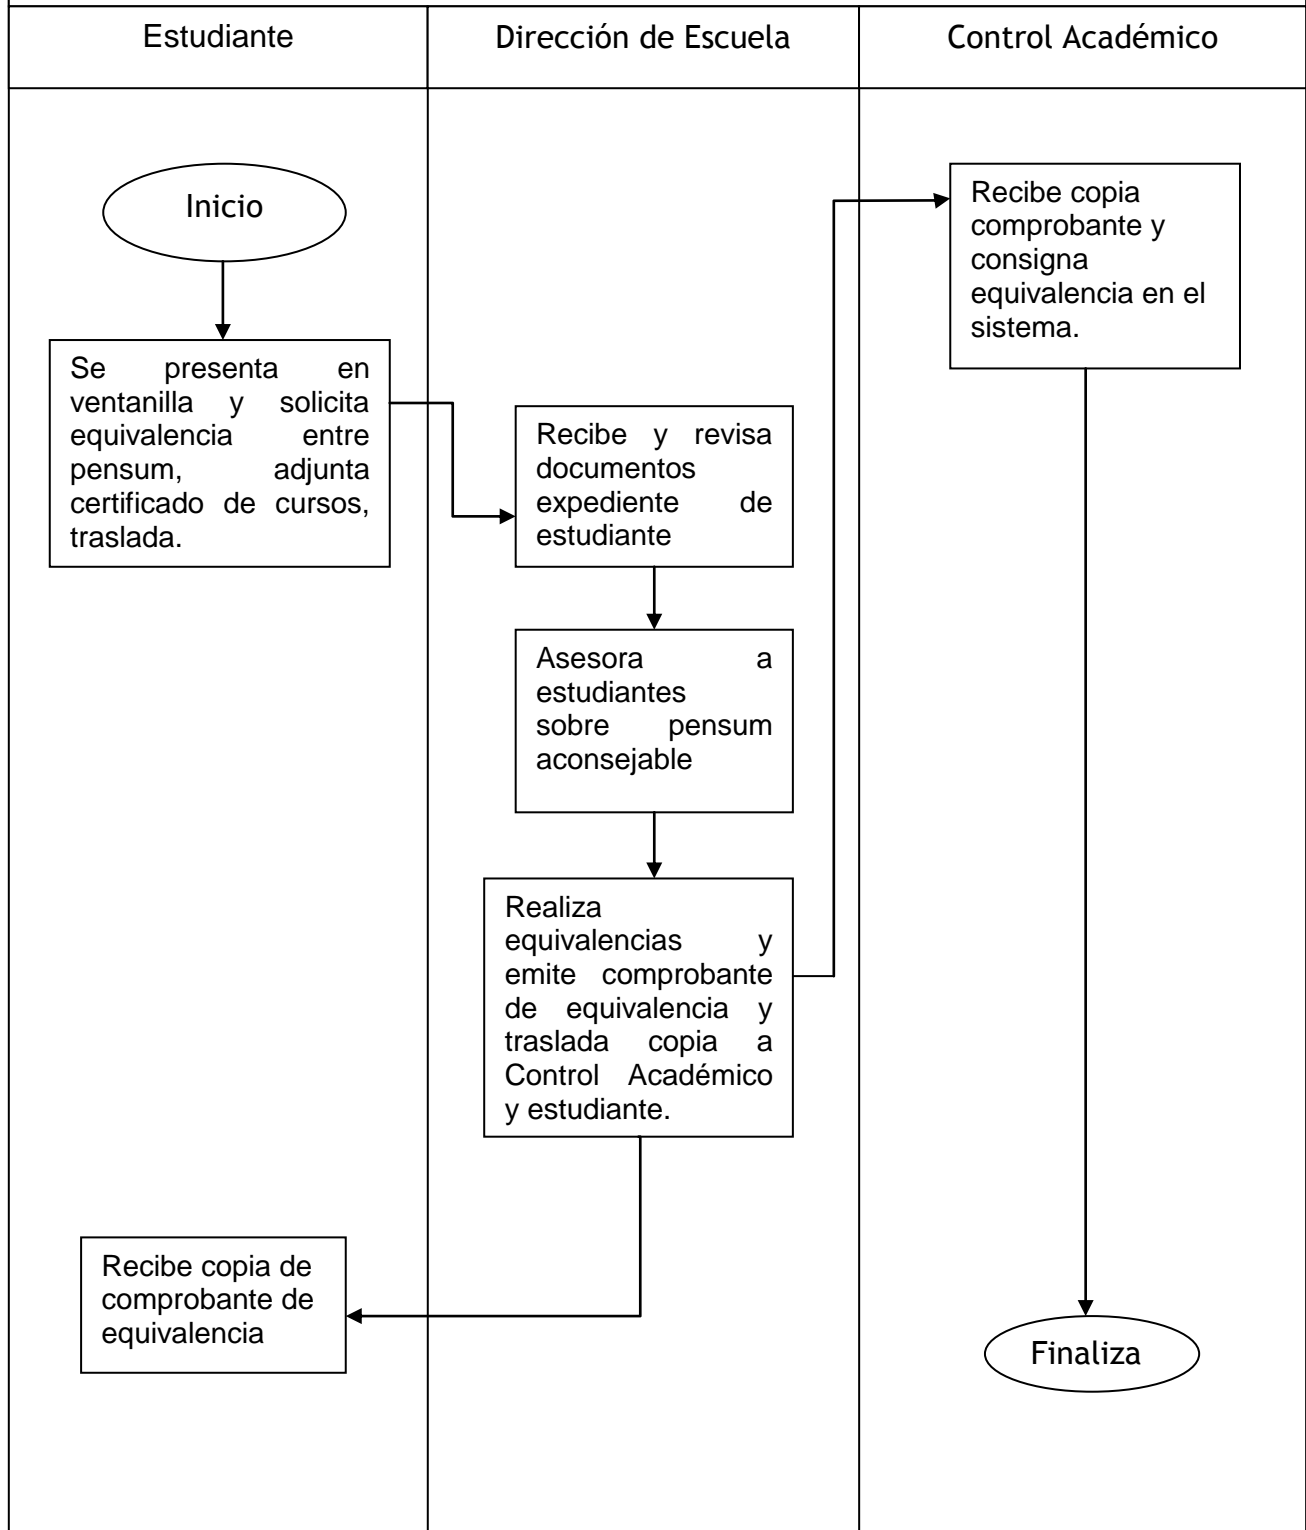 Estudiante
Dirección de Escuela
Control Académico
Inicio
Se presenta en
ventanilla y solicita
equivalencia entre
pensum, adjunta
certificado de cursos,
traslada.
Recibe y revisa
documentos
expediente de
estudiante
Asesora a
estudiantes
sobre pensum
aconsejable
Realiza
equivalencias y
emite comprobante
de equivalencia y
traslada copia a
Control Académico
y estudiante.
Recibe copia
comprobante y
consigna
equivalencia en el
sistema.
Recibe copia de
comprobante de
equivalencia
Finaliza